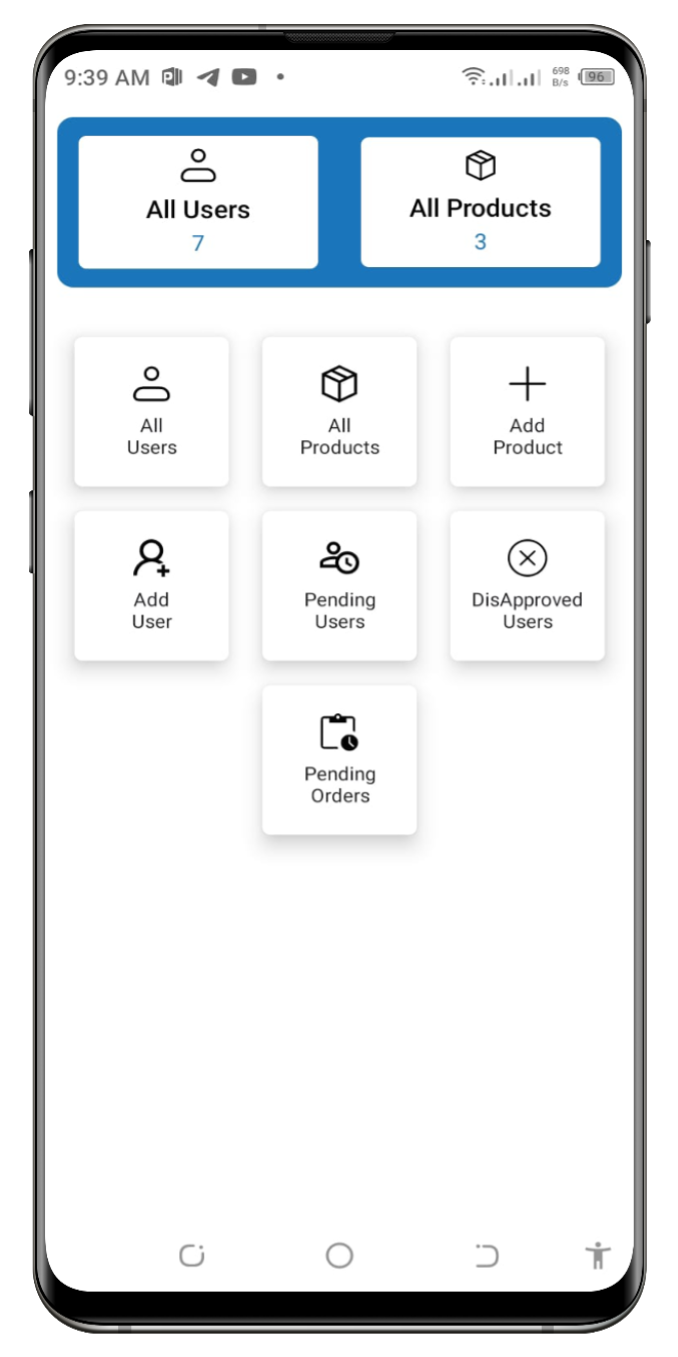 9:39 AM
698
B/s
96
All Users
7
All Products
3
All
Users
All
Products
Add
Product
Add
User
Pending
Users
DisApproved
Users
Pending
Orders